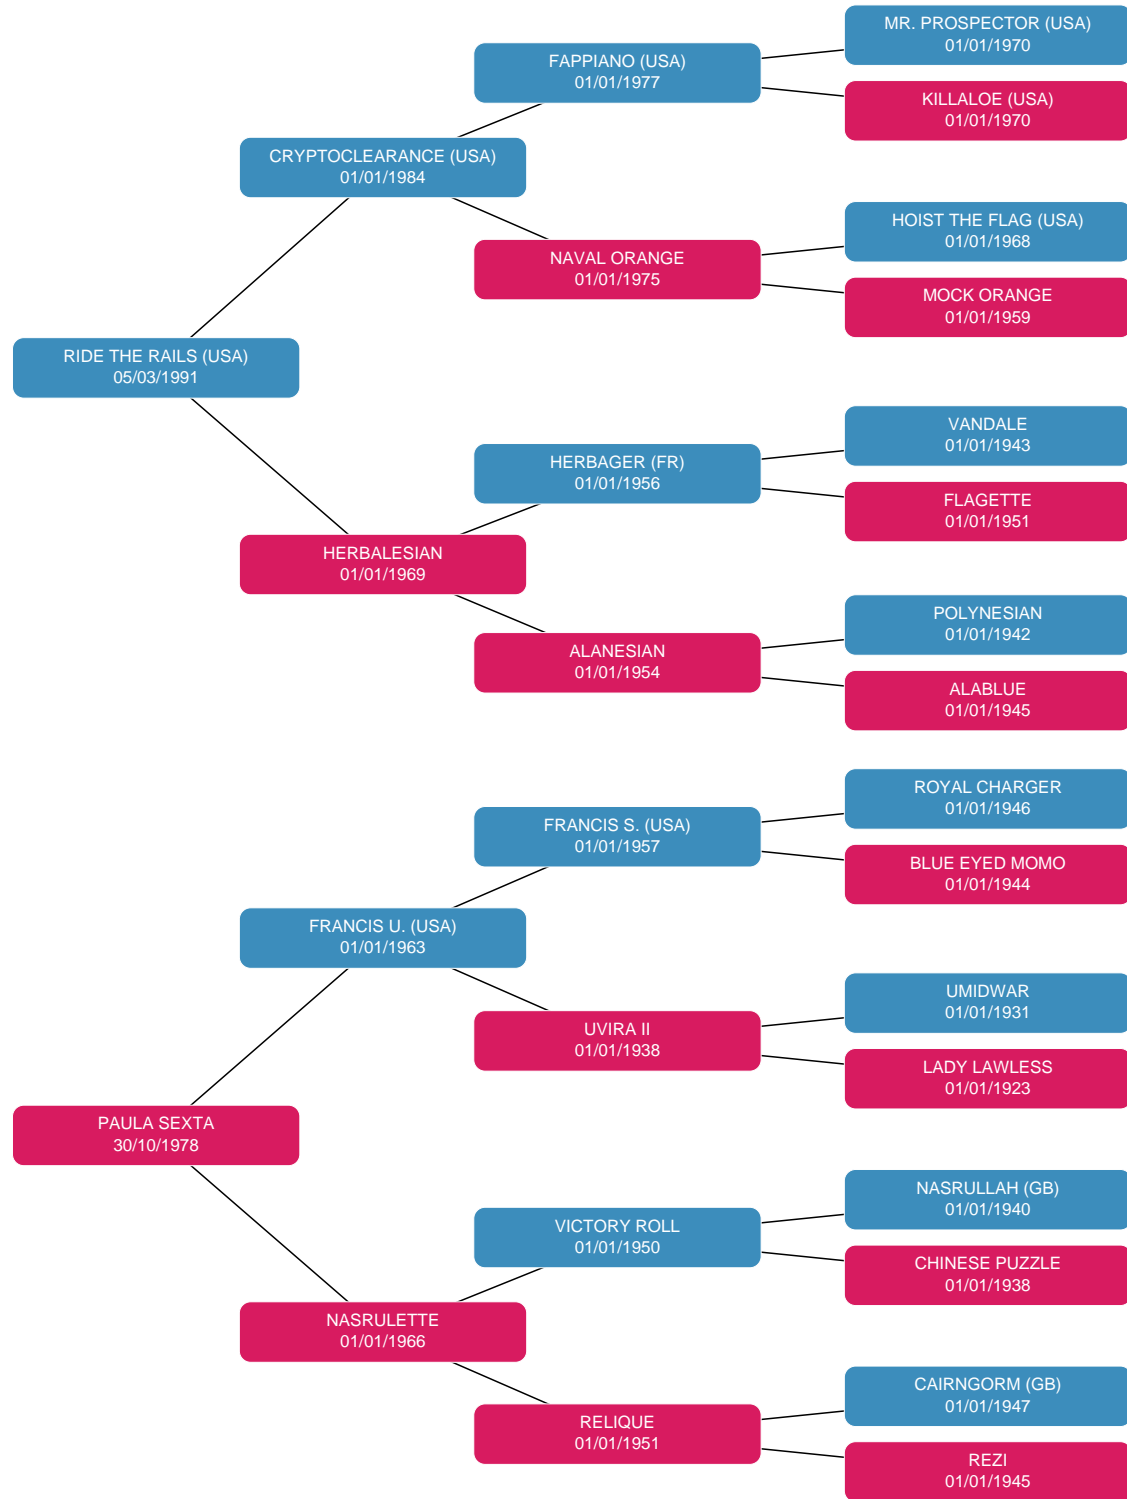 MR. PROSPECTOR (USA)
01/01/1970
FAPPIANO (USA)
01/01/1977
KILLALOE (USA)
01/01/1970
CRYPTOCLEARANCE (USA)
01/01/1984
HOIST THE FLAG (USA)
01/01/1968
NAVAL ORANGE
01/01/1975
MOCK ORANGE
01/01/1959
RIDE THE RAILS (USA)
05/03/1991
VANDALE
01/01/1943
HERBAGER (FR)
01/01/1956
FLAGETTE
01/01/1951
HERBALESIAN
01/01/1969
POLYNESIAN
01/01/1942
ALANESIAN
01/01/1954
ALABLUE
01/01/1945
ROYAL CHARGER
01/01/1946
FRANCIS S. (USA)
01/01/1957
BLUE EYED MOMO
01/01/1944
FRANCIS U. (USA)
01/01/1963
UMIDWAR
01/01/1931
UVIRA II
01/01/1938
LADY LAWLESS
01/01/1923
PAULA SEXTA
30/10/1978
NASRULLAH (GB)
01/01/1940
VICTORY ROLL
01/01/1950
CHINESE PUZZLE
01/01/1938
NASRULETTE
01/01/1966
CAIRNGORM (GB)
01/01/1947
RELIQUE
01/01/1951
REZI
01/01/1945